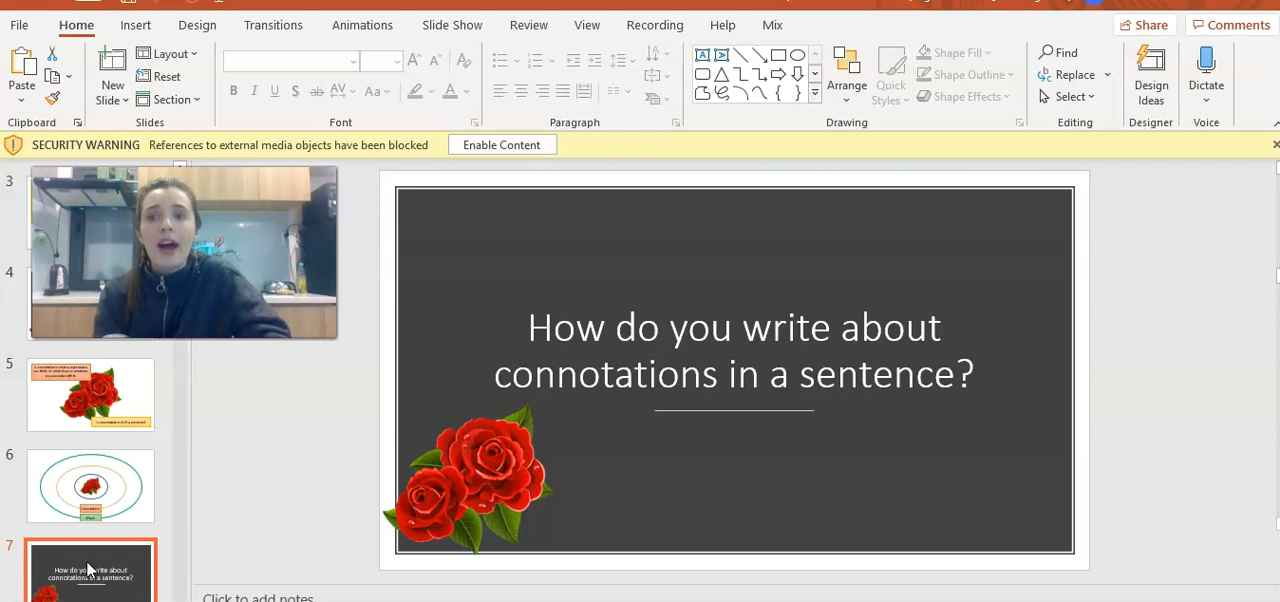 File Home Insert Design Transitions Animations Slide Show Review View Recording Help Mix Share Comments
Paste
Clipboard
New
Slide
Layout
Reset
Section
Slides
B I U S ab AV Aa A
Font
Paragraph
Arrange
Quick
Styles
Shape Fill
Shape Outline
Shape Effects
Drawing
Find
Replace
Select
Editing
Design
Ideas
Designer
Dictate
Voice
SECURITY WARNING References to external media objects have been blocked Enable Content
3
4
5
6
7
How do you write about
connotations in a sentence?
How do you write about
connotations in a sentence?
Click to add notes